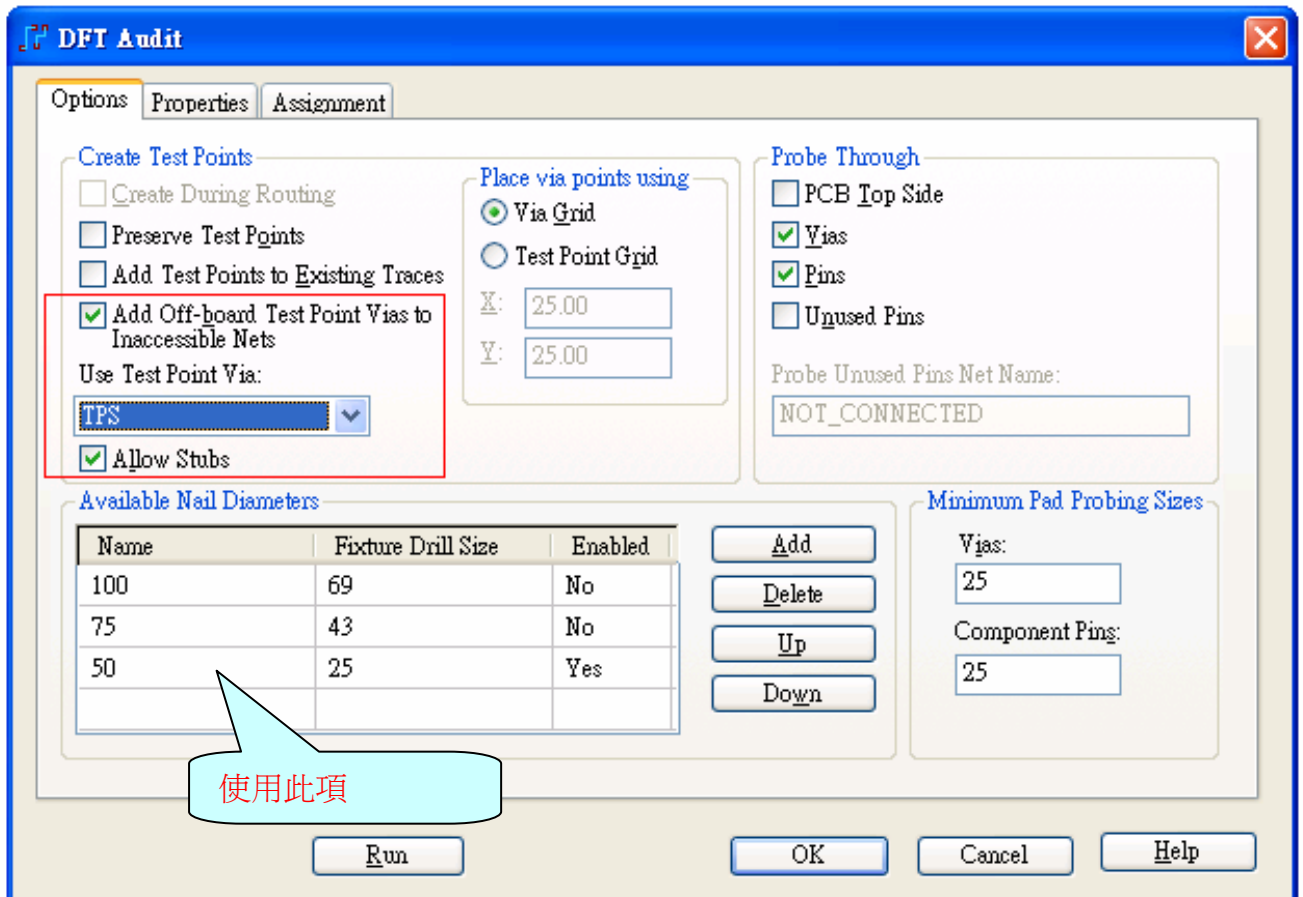 DFT Audit
Options Properties Assignment
Create Test Points
Create During Routing
Preserve Test Points
Add Test Points to Existing Traces
Add Off-board Test Point Vias to
Inaccessible Nets
Use Test Point Via:
TPS
Allow Stubs
Place via points using
Via Grid
Test Point Grid
X: 25.00
Y: 25.00
Probe Through
PCB Top Side
Vias
Pins
Unused Pins
Probe Unused Pins Net Name:
NOT_CONNECTED
Available Nail Diameters
Name Fixture Drill Size Enabled
100 69 No
75 43 No
50 25 Yes
使用此項
Add
Delete
Up
Down
Minimum Pad Probing Sizes
Vias:
25
Component Pins:
25
Run OK Cancel Help